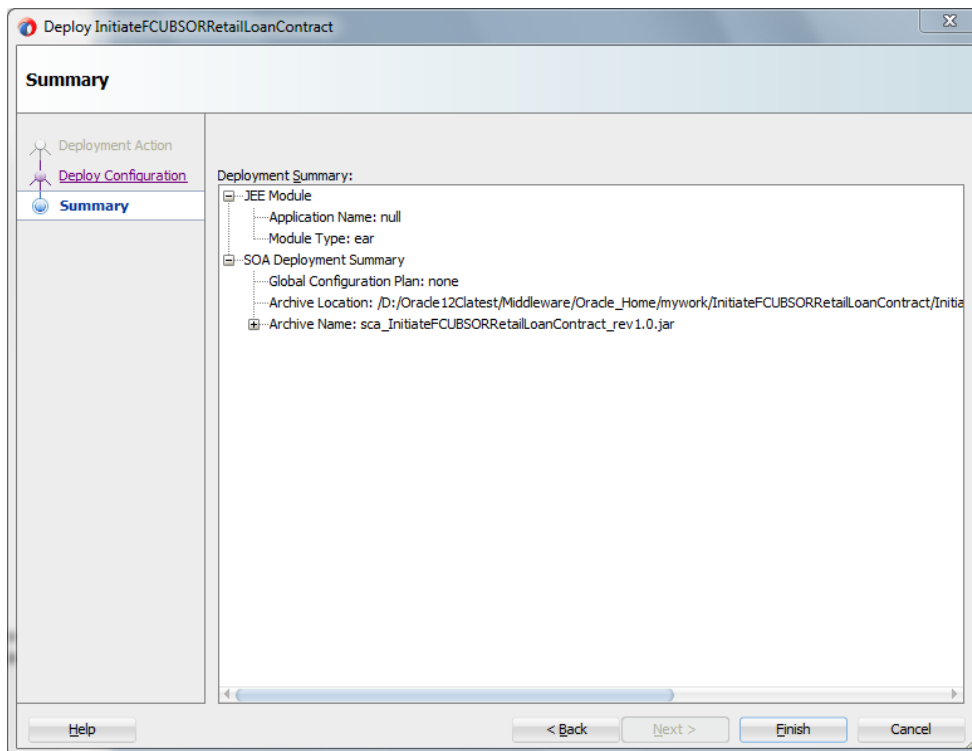 Deploy InitiateFCUBSORRetailLoanContract
Summary
Deployment Action
Deploy Configuration
Summary
Deployment Summary:
JEE Module
Application Name: null
Module Type: ear
SOA Deployment Summary
Global Configuration Plan: none
Archive Location: /D:/Oracle12Clatest/Middleware/Oracle_Home/mywork/InitiateFCUBSORRetailLoanContract/Initia
Archive Name: sca_InitiateFCUBSORRetailLoanContract_rev1.0.jar
Help
< Back
Next >
Finish
Cancel